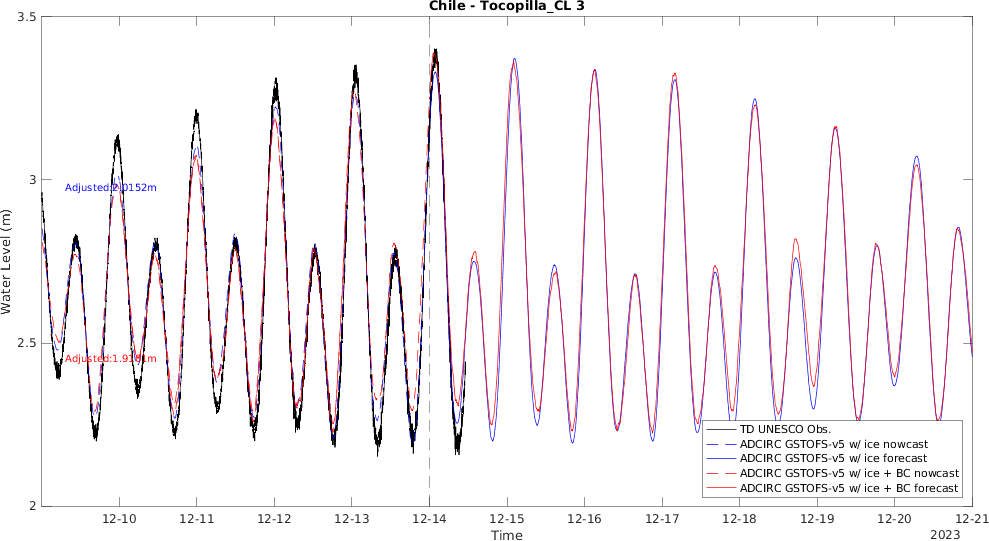 Chile - Tocopilla_CL 3
3.5
3
2.5
2
Water Level (m)
Adjusted:2.0152m
12-10
12-11
12-12
12-13
12-14
12-15
12-16
12-17
12-18
12-19
12-20
12-21
Time
2023
TD UNESCO Obs.
ADCIRC GSTOFS-v5 w/ ice nowcast
ADCIRC GSTOFS-v5 w/ ice forecast
ADCIRC GSTOFS-v5 w/ ice + BC nowcast
ADCIRC GSTOFS-v5 w/ ice + BC forecast